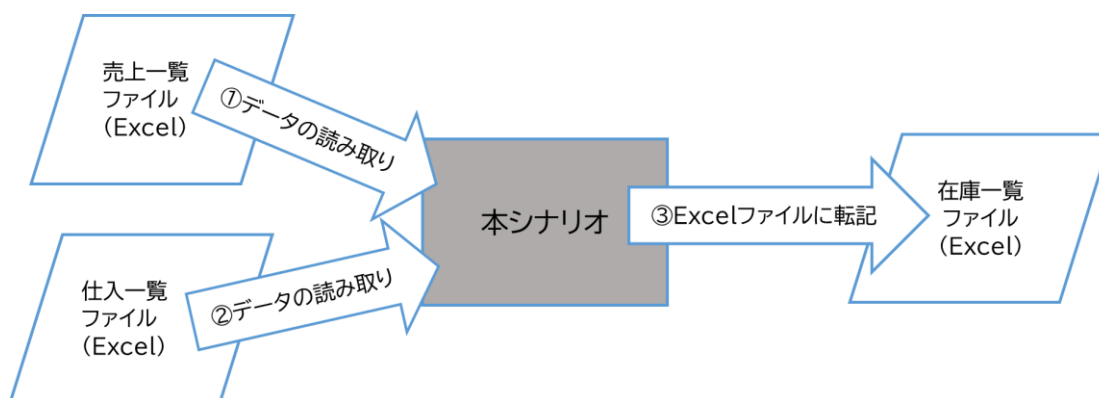 売上一覧
ファイル
(Excel)
①データの読み取り
仕入一覧
ファイル
(Excel)
②データの読み取り
本シナリオ
③Excelファイルに転記
在庫一覧
ファイル
(Excel)